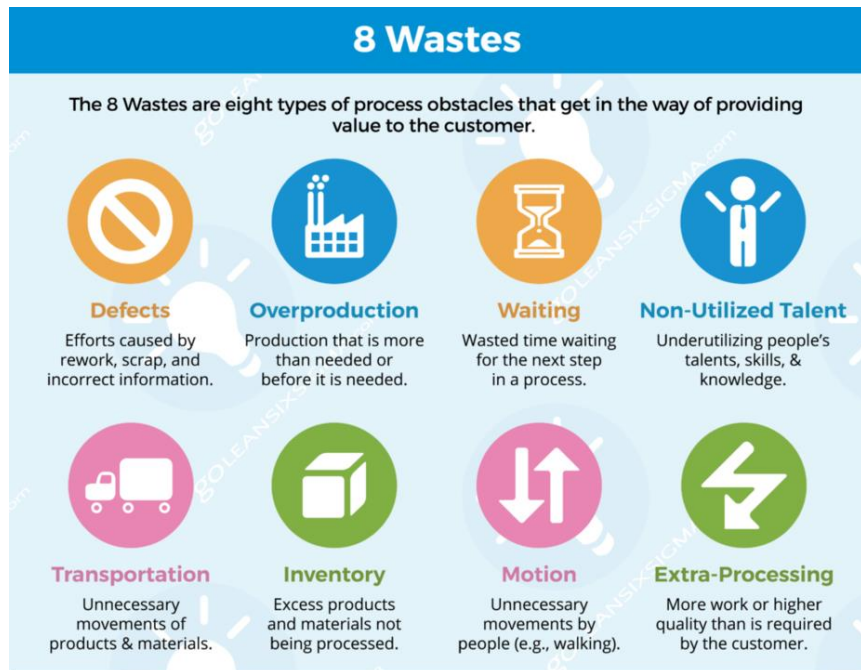 8 Wastes
The 8 Wastes are eight types of process obstacles that get in the way of providing
value to the customer.
Defects
Efforts caused by
rework, scrap, and
incorrect information.
Overproduction
Production that is more
than needed or
before it is needed.
Waiting
Wasted time waiting
for the next step
in a process.
Non-Utilized Talent
Underutilizing people's
talents, skills, &
knowledge.
Transportation
Unnecessary
movements of
products & materials.
Inventory
Excess products
and materials not
being processed.
Motion
Unnecessary
movements by
people (e.g., walking).
Extra-Processing
More work or higher
quality than is required
by the customer.
goLEANSIXSIGMA.com